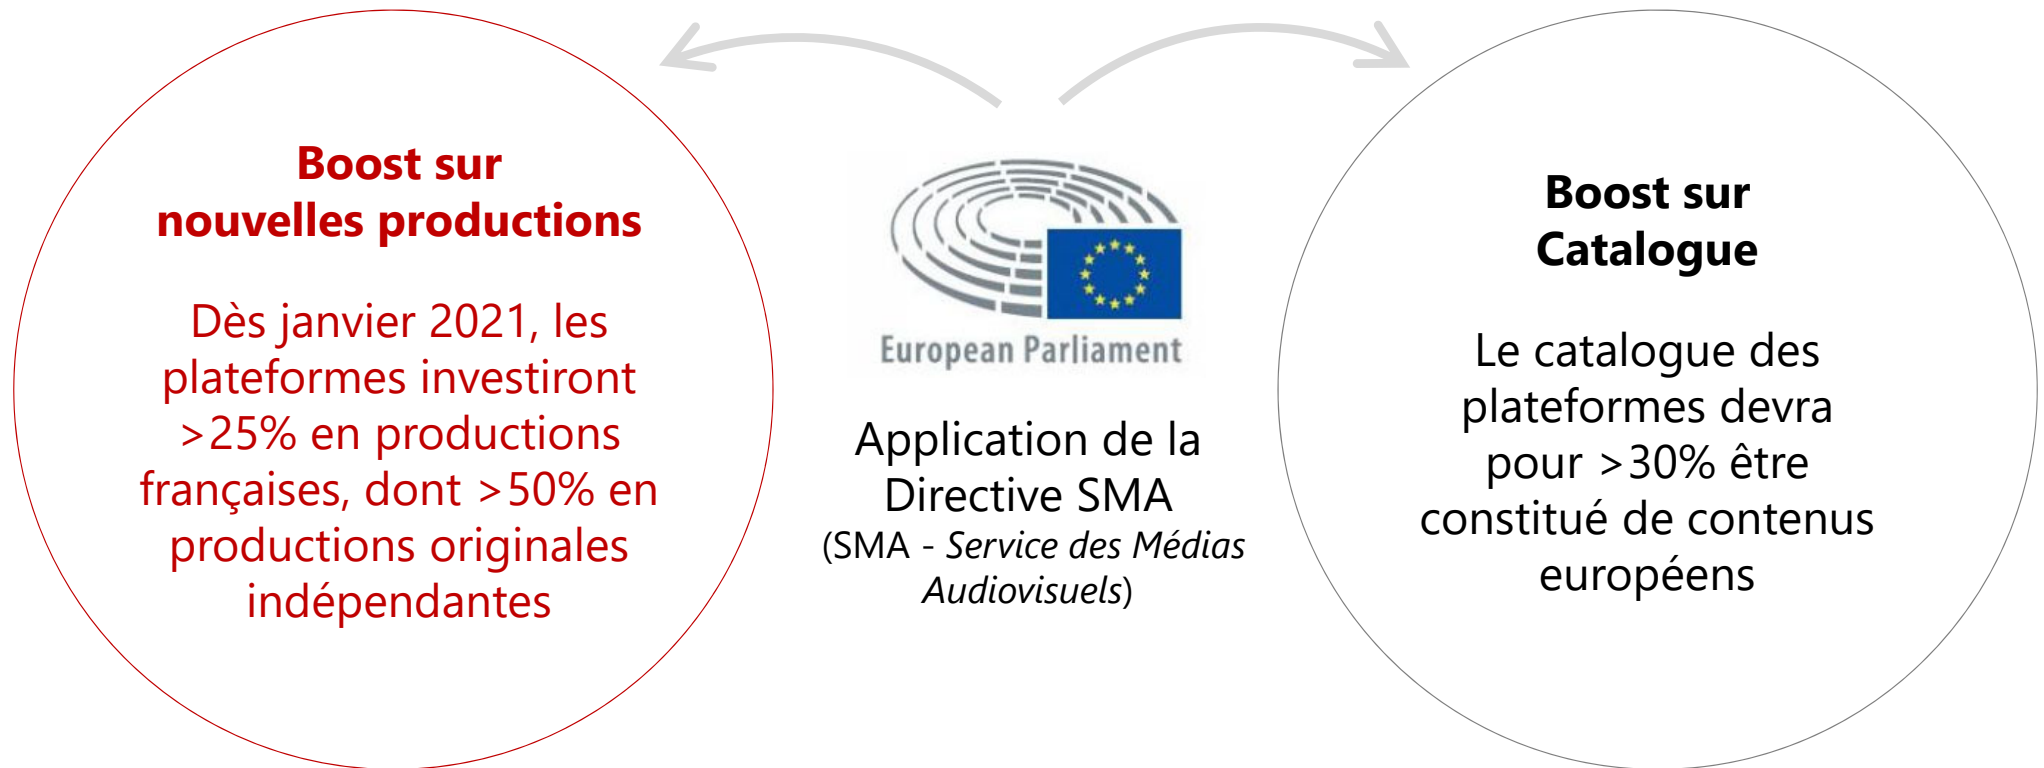 Boost sur
nouvelles productions
Dès janvier 2021, les
plateformes investiront
>25% en productions
françaises, dont >50% en
productions originales
indépendantes
European Parliament
Application de la
Directive SMA
(SMA - Service des Médias
Audiovisuels)
Boost sur
Catalogue
Le catalogue des
plateformes devra
pour >30% être
constitué de contenus
européens